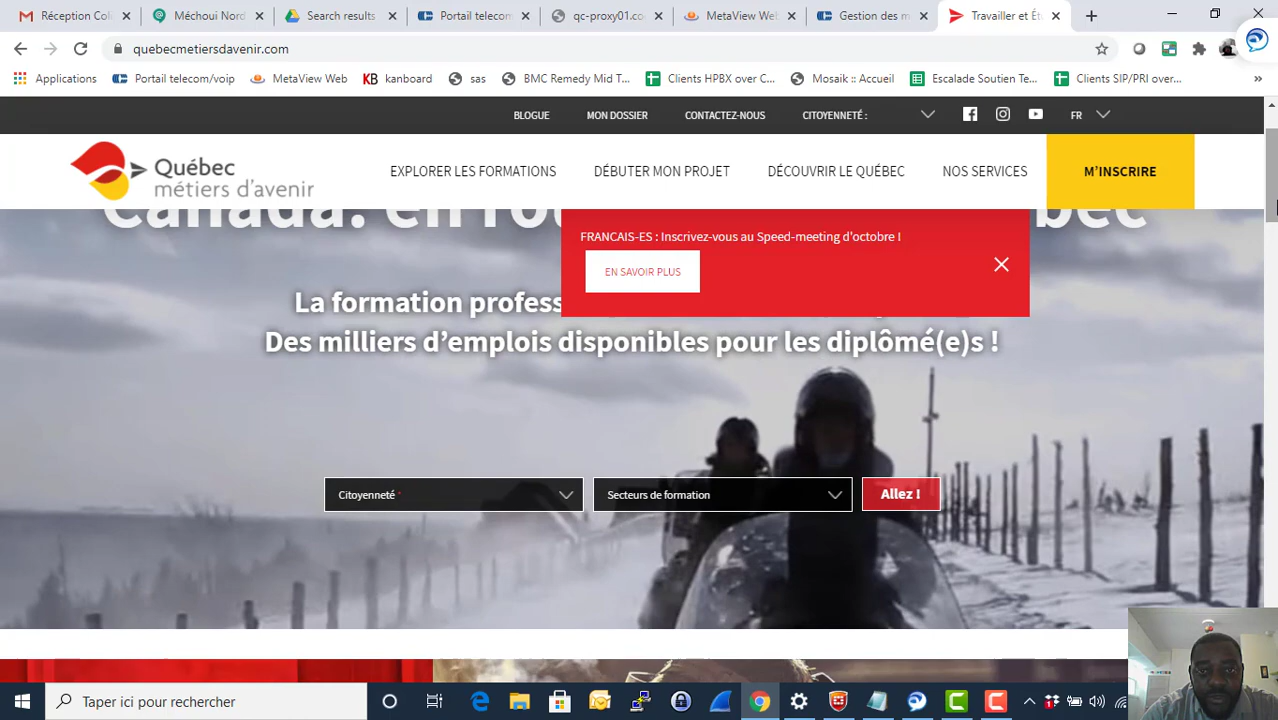 Réception Coli
Méchoui Nord
Search results
Portail telecom
qc-proxy01.co
MetaView Web
Gestion des m
Travailler et Étu
quebecmetiersdavenir.com
Applications
Portail telecom/voip
MetaView Web
KB kanboard
sas
BMC Remedy Mid T...
Clients HPBX over C...
Mosaik :: Accueil
Escalade Soutien Te...
Clients SIP/PRI over...
BLOGUE
MON DOSSIER
CONTACTEZ-NOUS
CITOYENNETÉ :
FR
Québec
métiers d'avenir
EXPLORER LES FORMATIONS
DÉBUTER MON PROJET
DÉCOUVRIR LE QUÉBEC
NOS SERVICES
M'INSCRIRE
FRANCAIS-ES : Inscrivez-vous au Speed-meeting d'octobre !
EN SAVOIR PLUS
La formation profess
Des milliers d'emplois disponibles pour les diplômé(e)s !
Citoyenneté *
Secteurs de formation
Allez !
Taper ici pour rechercher